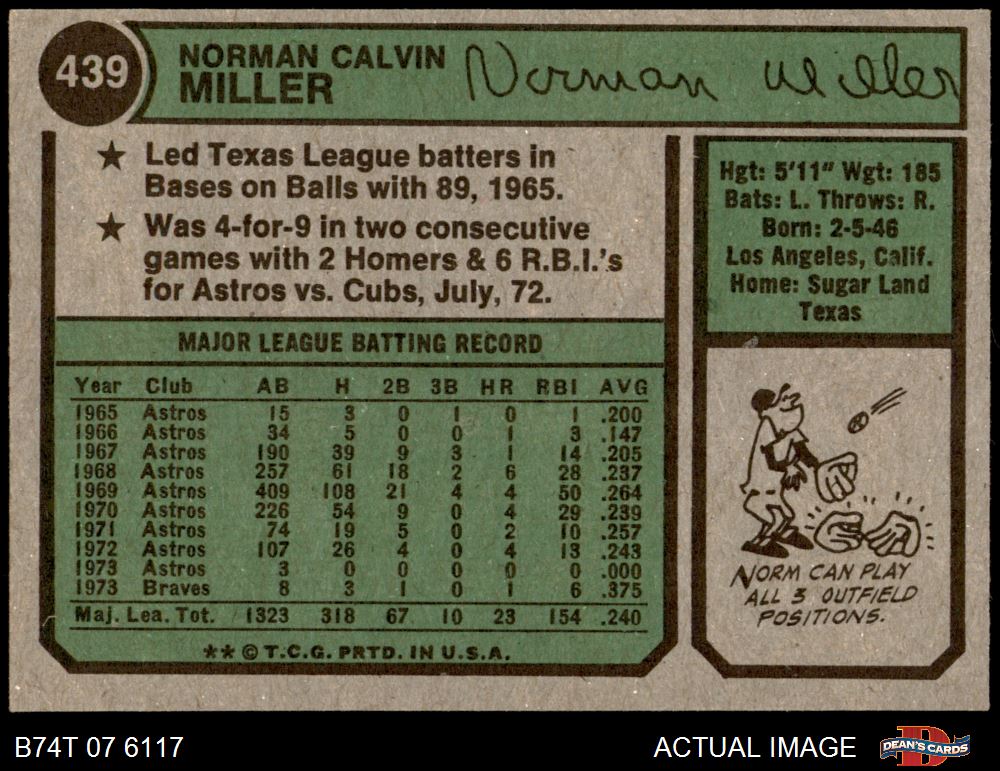 439
NORMAN CALVIN
MILLER
Norman Miller
★ Led Texas League batters in
Bases on Balls with 89, 1965.
★ Was 4-for-9 in two consecutive
games with 2 Homers & 6 R.B.I.'s
for Astros vs. Cubs, July, 72.
MAJOR LEAGUE BATTING RECORD
Year Club AB H 2B 3B HR RBI AVG
1965 Astros 15 3 0 1 0 1 .200
1966 Astros 34 5 0 0 1 3 .147
1967 Astros 190 39 9 3 1 14 .205
1968 Astros 257 61 18 2 6 28 .237
1969 Astros 409 108 21 4 4 50 .264
1970 Astros 226 54 9 0 4 29 .239
1971 Astros 74 19 5 0 2 10 .257
1972 Astros 107 26 4 0 4 13 .243
1973 Astros 3 0 0 0 0 0 .000
1973 Braves 8 3 1 0 1 6 .375
Maj. Lea. Tot. 1323 318 67 10 23 154 .240
** © T.C.G. PRTD. IN U.S.A.
Hgt: 5'11" Wgt: 185
Bats: L. Throws: R.
Born: 2-5-46
Los Angeles, Calif.
Home: Sugar Land
Texas
NORM CAN PLAY
ALL 3 OUTFIELD
POSITIONS.
B74T 07 6117
ACTUAL IMAGE
DEAN'S CARDS